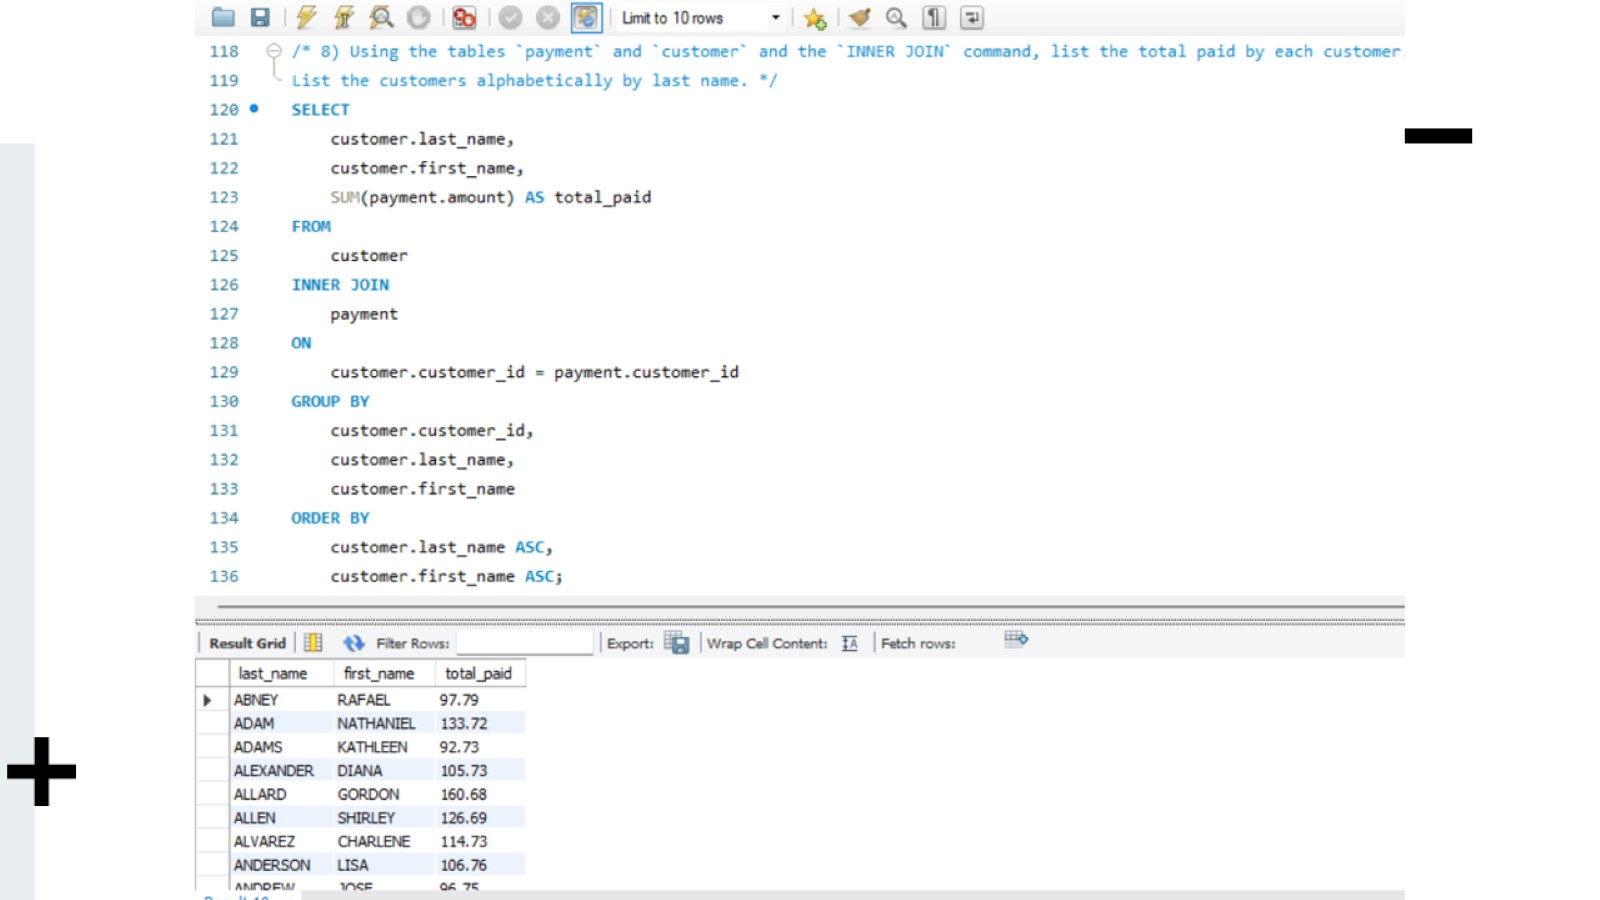 Limit to 10 rows
118 /* 8) Using the tables `payment` and `customer` and the `INNER JOIN` command, list the total paid by each customer.
119 List the customers alphabetically by last name. */
120 SELECT
121 customer.last_name,
122 customer.first_name,
123 SUM(payment.amount) AS total_paid
124 FROM
125 customer
126 INNER JOIN
127 payment
128 ON
129 customer.customer_id = payment.customer_id
130 GROUP BY
131 customer.customer_id,
132 customer.last_name,
133 customer.first_name
134 ORDER BY
135 customer.last_name ASC,
136 customer.first_name ASC;
Result Grid Filter Rows: Export: Wrap Cell Content: Fetch rows:
last_name first_name total_paid
ABNEY RAFAEL 97.79
ADAM NATHANIEL 133.72
ADAMS KATHLEEN 92.73
ALEXANDER DIANA 105.73
ALLARD GORDON 160.68
ALLEN SHIRLEY 126.69
ALVAREZ CHARLENE 114.73
ANDERSON LISA 106.76
ANDREW JOSE 96.75